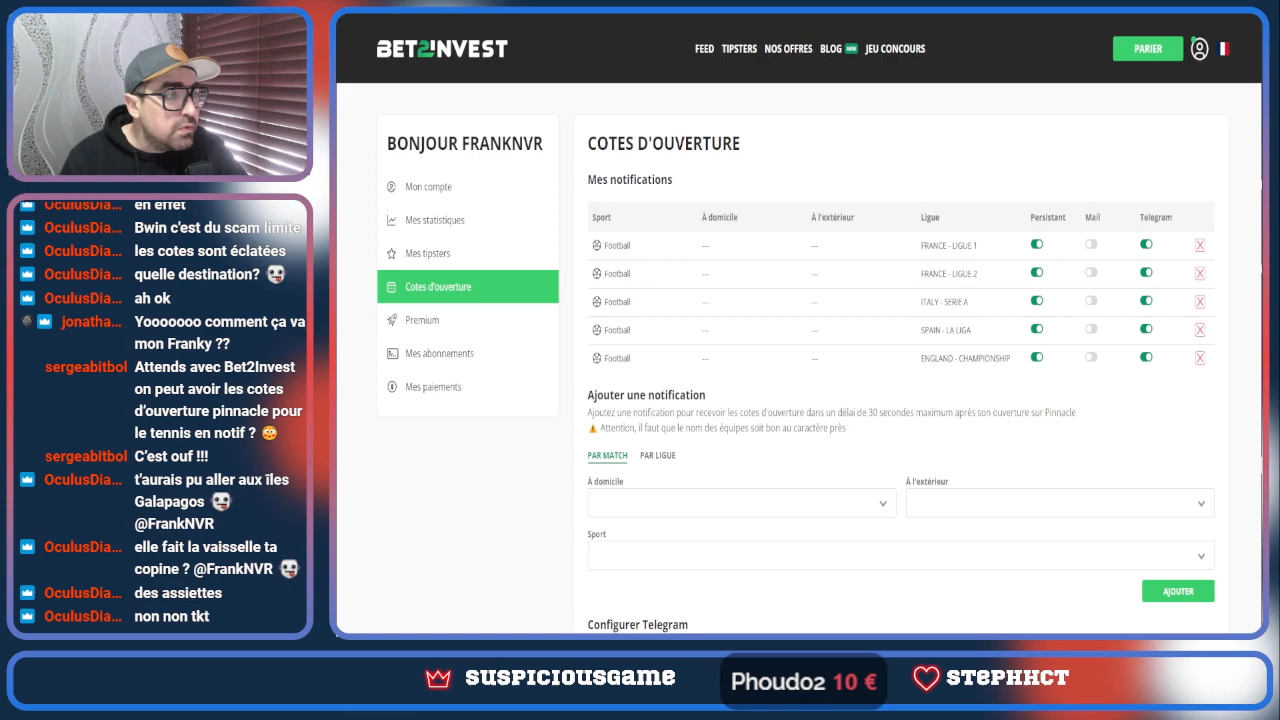 BET2INVEST
FEED TIPSTERS NOS OFFRES BLOG NEW JEU CONCOURS
PARIER
OculusDia... en effet
OculusDia... Bwin c'est du scam limite
OculusDia... les cotes sont éclatées
OculusDia... quelle destination?
OculusDia... ah ok
jonatha... Yooooooo comment ça va
mon Franky ??
sergeabitbol Attends avec Bet2Invest
on peut avoir les cotes
d'ouverture pinnacle pour
le tennis en notif ?
sergeabitbol C'est ouf !!!
OculusDia... t'aurais pu aller aux îles
Galapagos
@FrankNVR
OculusDia... elle fait la vaisselle ta
copine ? @FrankNVR
OculusDia... des assiettes
OculusDia... non non tkt
BONJOUR FRANKNVR
Mon compte
Mes statistiques
Mes tipsters
Cotes d'ouverture
Premium
Mes abonnements
Mes paiements
COTES D'OUVERTURE
Mes notifications
Sport À domicile À l'extérieur Ligue Persistant Mail Telegram
Football --- --- FRANCE - LIGUE 1 X
Football --- --- FRANCE - LIGUE 2 X
Football --- --- ITALY - SERIE A X
Football --- --- SPAIN - LA LIGA X
Football --- --- ENGLAND - CHAMPIONSHIP X
Ajouter une notification
Ajoutez une notification pour recevoir les cotes d'ouverture dans un délai de 30 secondes maximum après son ouverture sur Pinnacle
Attention, il faut que le nom des équipes soit bon au caractère près
PAR MATCH PAR LIGUE
À domicile À l'extérieur
Sport
AJOUTER
Configurer Telegram
SUSPICIOUSGAME Phoudo2 10 € STEPHHCT